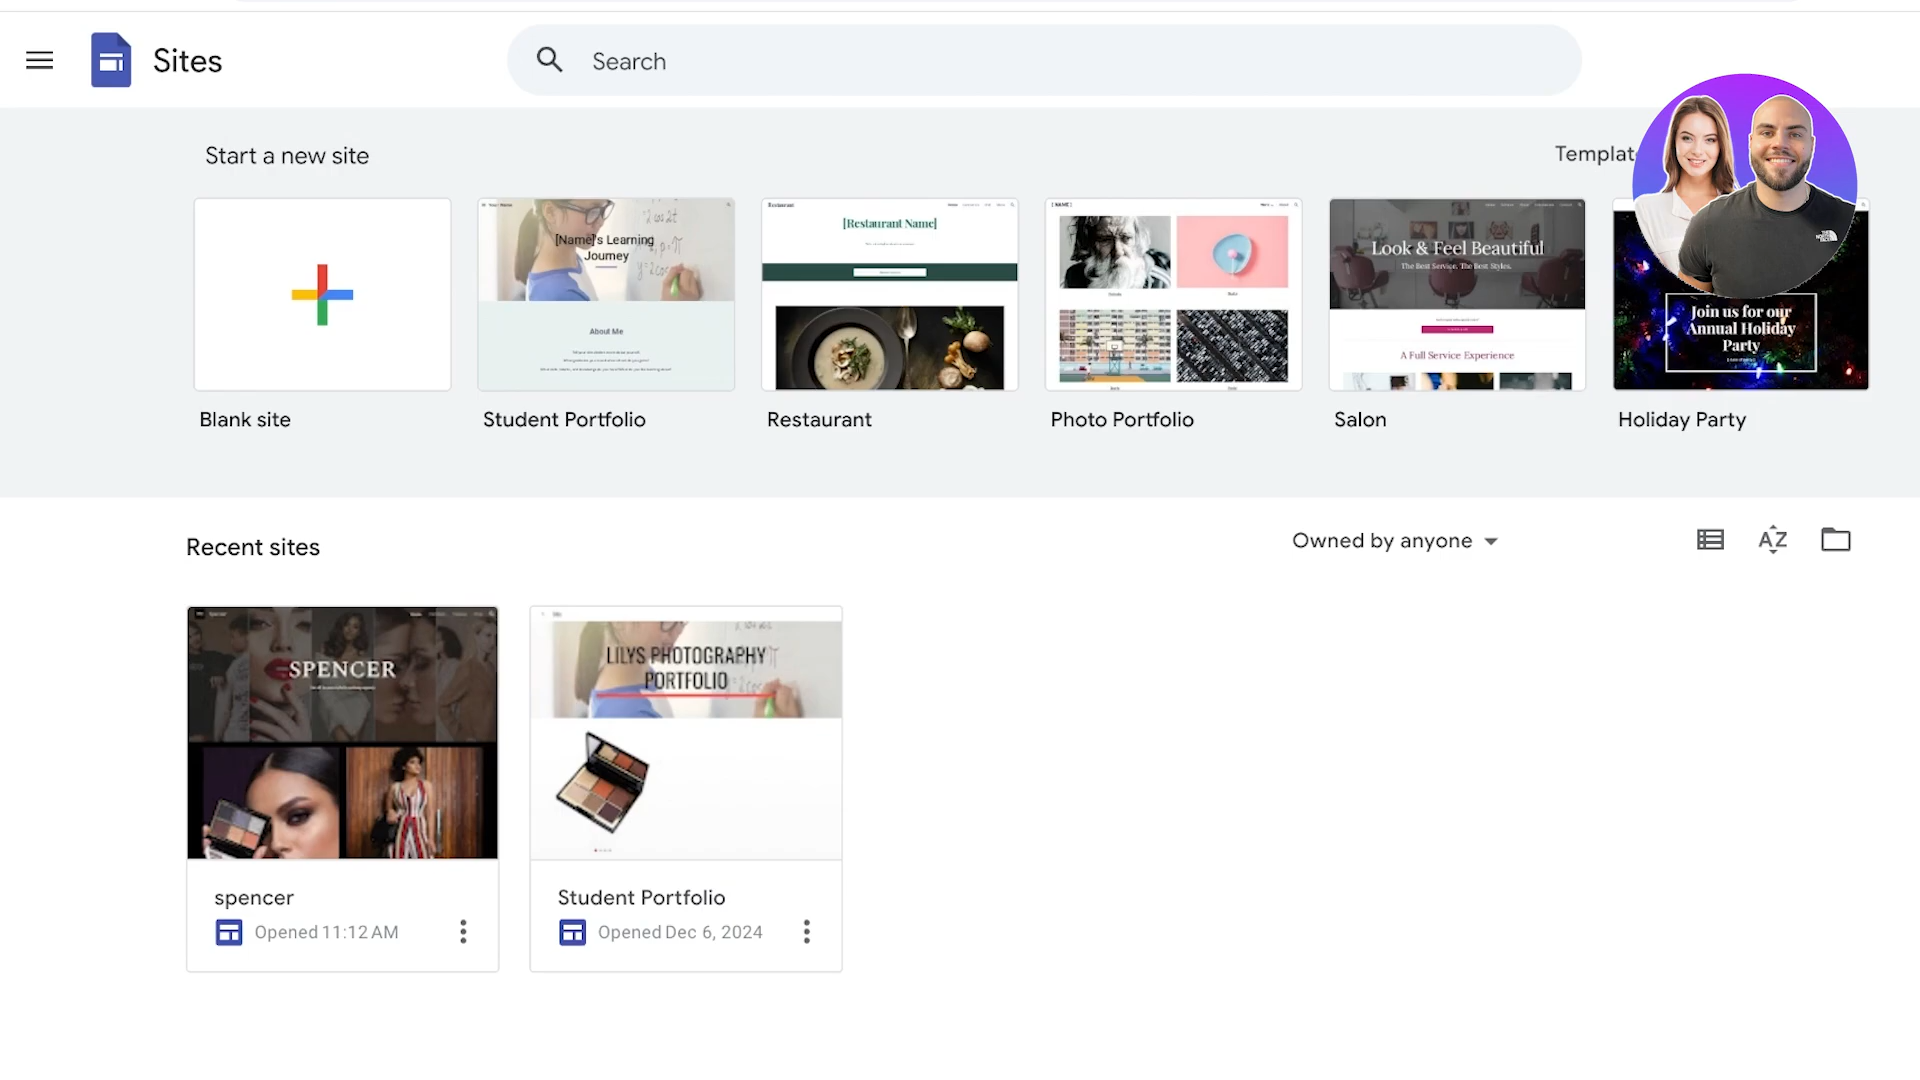 Sites
Search
Start a new site
Templat
[Name]'s Learning
Journey
About Me
Restaurant
[Restaurant Name]
[ NAME ]
Look & Feel Beautiful
The Best Service. The Best Styles.
A Full Service Experience
Join us for our
Annual Holiday
Party
Blank site
Student Portfolio
Restaurant
Photo Portfolio
Salon
Holiday Party
Recent sites
Owned by anyone
AZ
SPENCER
LILYS PHOTOGRAPHY
PORTFOLIO
spencer
Opened 11:12 AM
Student Portfolio
Opened Dec 6, 2024